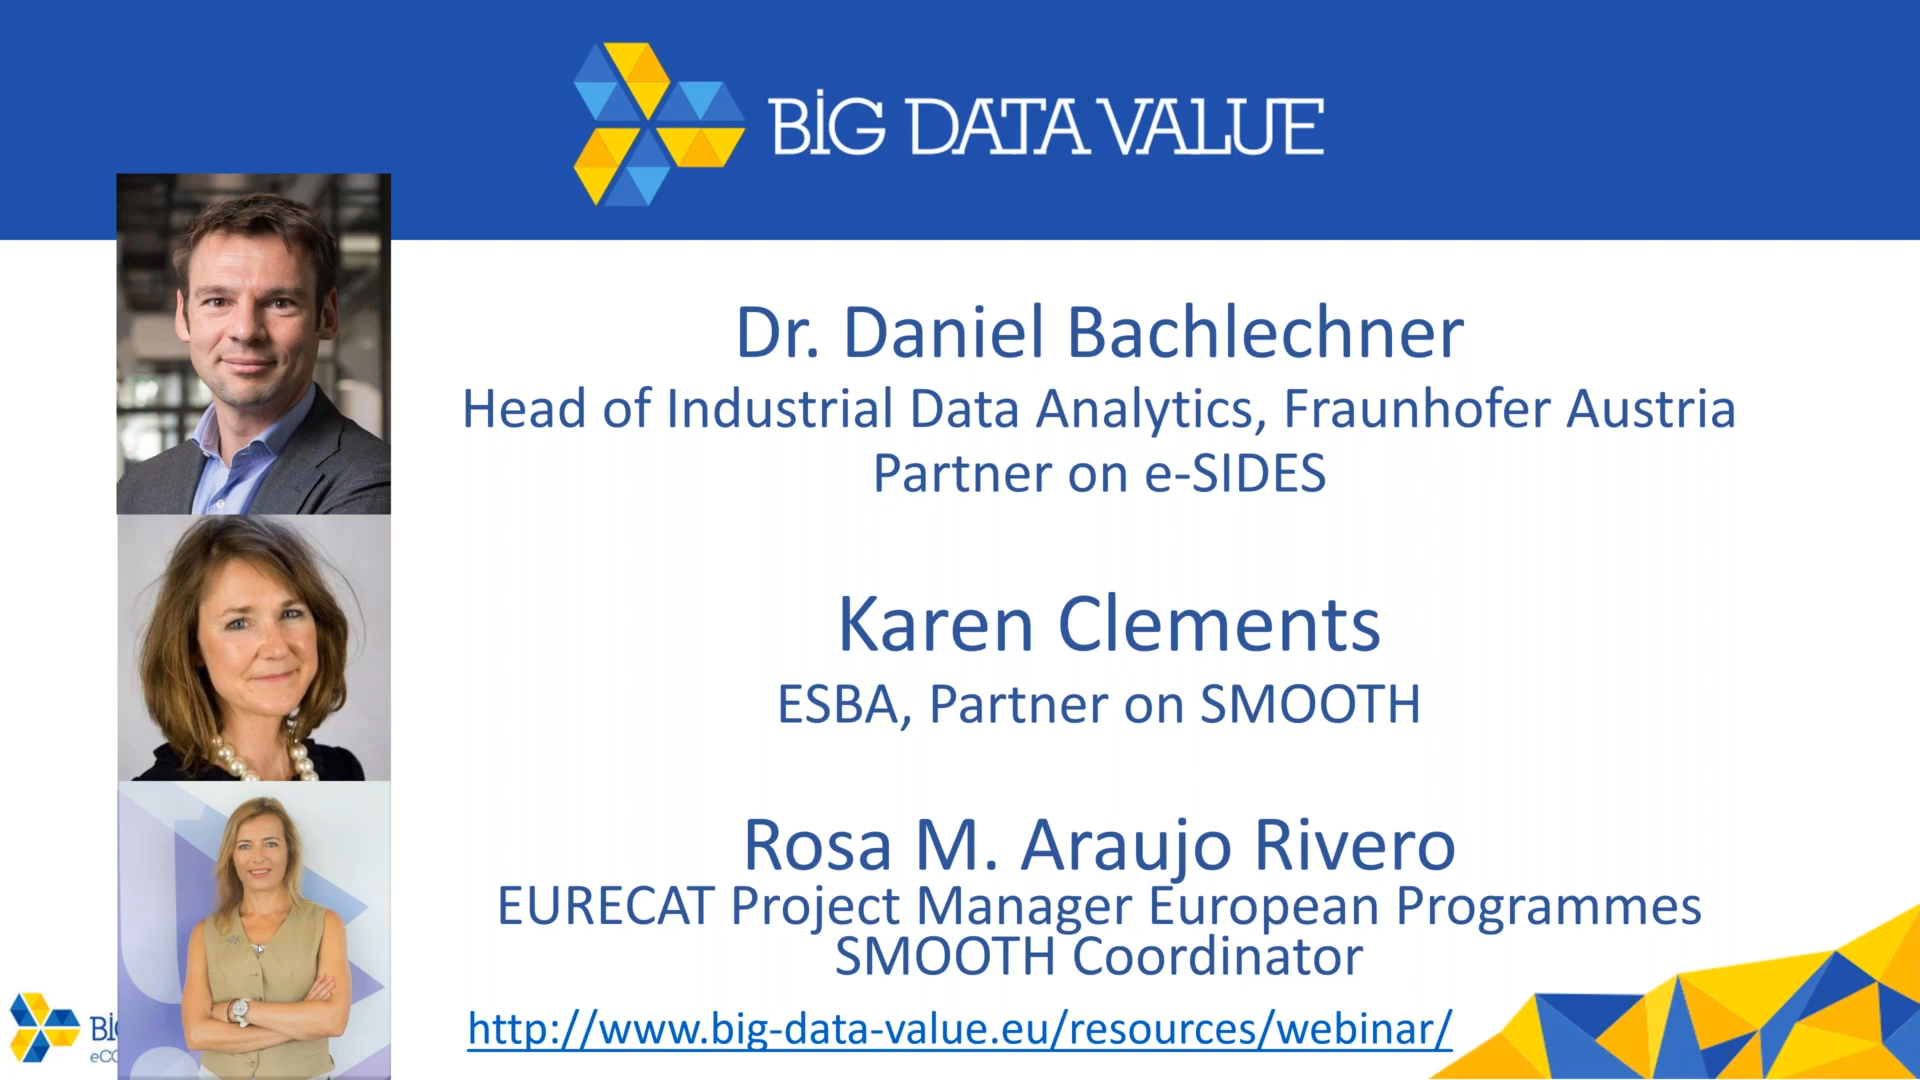 BIG DATA VALUE
Dr. Daniel Bachlechner
Head of Industrial Data Analytics, Fraunhofer Austria
Partner on e-SIDES
Karen Clements
ESBA, Partner on SMOOTH
Rosa M. Araujo Rivero
EURECAT Project Manager European Programmes
SMOOTH Coordinator
http://www.big-data-value.eu/resources/webinar/